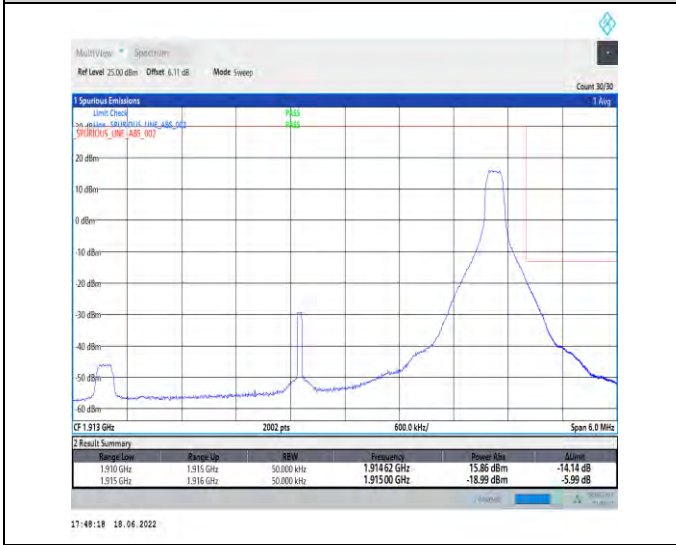 MultiView Spectrum
Ref Level 25.00 dBm Offset 6.11 dB Mode Sweep
Count 30/30
1 Spurious Emissions 1 Avg
Limit Check PASS
Line _SPURIOUS_LINE_ABS_002 PASS
SPURIOUS_LINE_ABS_002
20 dBm
10 dBm
0 dBm
-10 dBm
-20 dBm
-30 dBm
-40 dBm
-50 dBm
-60 dBm
CF 1.913 GHz 2002 pts 600.0 kHz/ Span 6.0 MHz
2 Result Summary
Range Low Range Up RBW Frequency Power Abs ΔLimit
1.910 GHz 1.915 GHz 50.000 kHz 1.91462 GHz 15.86 dBm -14.14 dB
1.915 GHz 1.916 GHz 50.000 kHz 1.91500 GHz -18.99 dBm -5.99 dB
17:48:18 18.06.2022